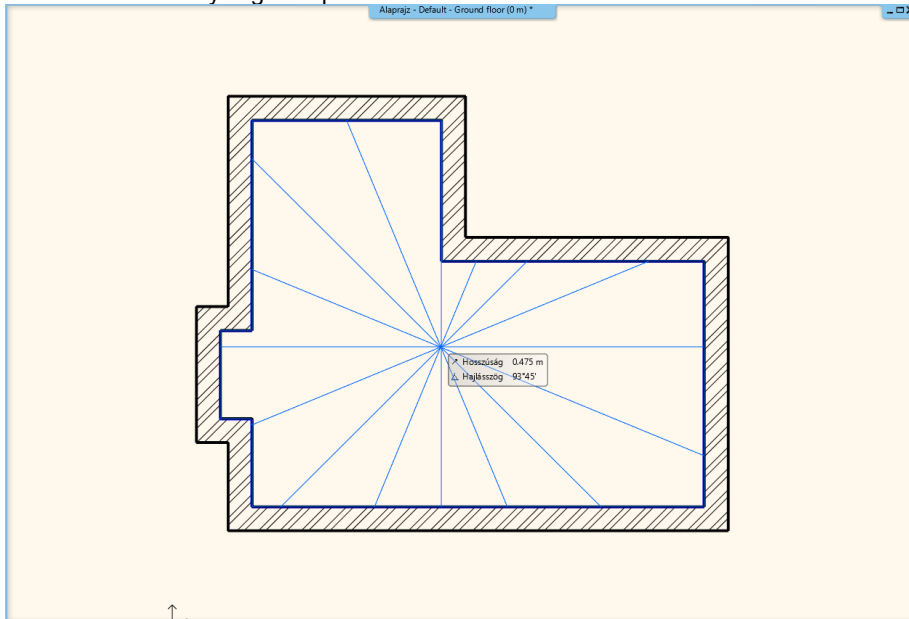 Alaprajz - Default - Ground floor (0 m) *
Hosszúság 0.475 m
Hajlásszög 93°45'